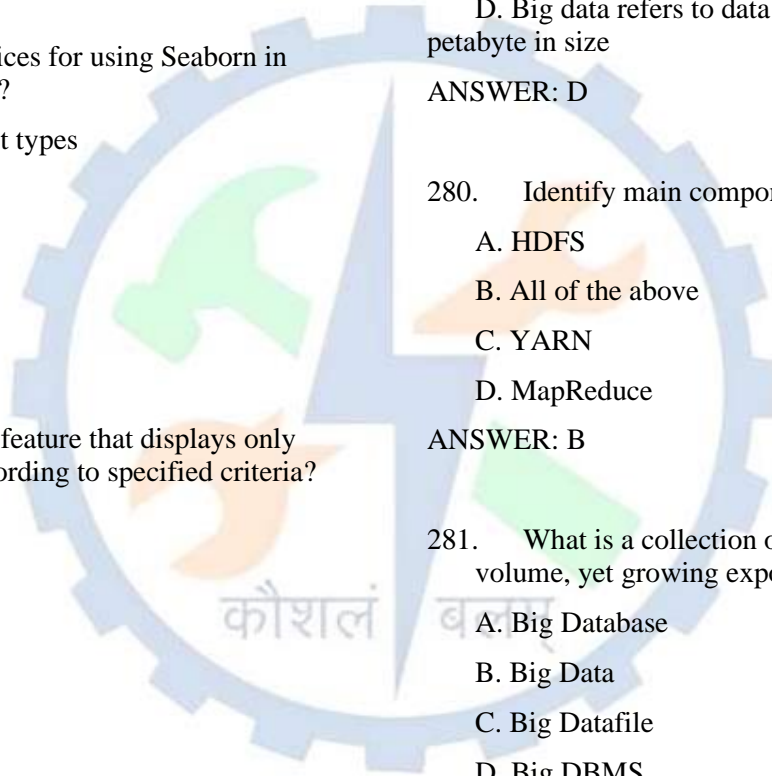 ices for using Seaborn in
?
t types
feature that displays only
ording to specified criteria?
D. Big data refers to data
petabyte in size
ANSWER: D
280. Identify main compo
A. HDFS
B. All of the above
C. YARN
D. MapReduce
ANSWER: B
281. What is a collection o
volume, yet growing exp
A. Big Database
B. Big Data
C. Big Datafile
D. Big DBMS
कौशलं बलम्